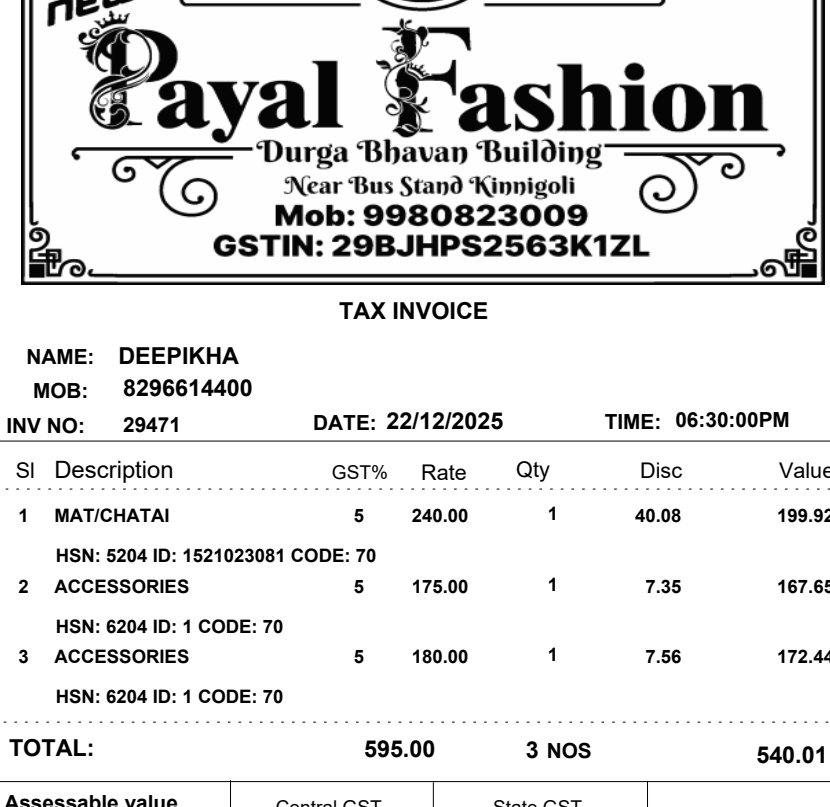 new
Payal Fashion
Durga Bhavan Building
Near Bus Stand Kinnigoli
Mob: 9980823009
GSTIN: 29BJHPS2563K1ZL
TAX INVOICE
NAME: DEEPIKHA
MOB: 8296614400
INV NO: 29471 DATE: 22/12/2025 TIME: 06:30:00PM
Sl Description GST% Rate Qty Disc Value
1 MAT/CHATAI 5 240.00 1 40.08 199.92
HSN: 5204 ID: 1521023081 CODE: 70
2 ACCESSORIES 5 175.00 1 7.35 167.65
HSN: 6204 ID: 1 CODE: 70
3 ACCESSORIES 5 180.00 1 7.56 172.44
HSN: 6204 ID: 1 CODE: 70
TOTAL: 595.00 3 NOS 540.01
Assessable value Central GST State GST